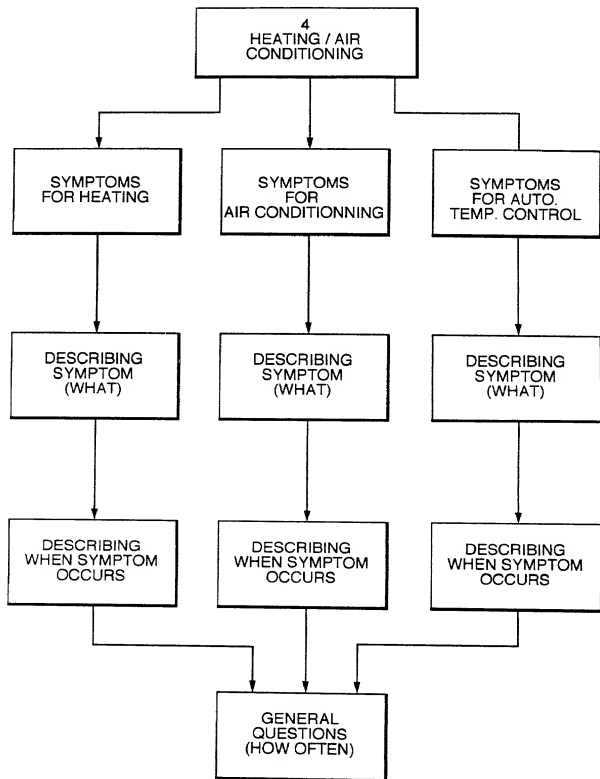 4
HEATING / AIR
CONDITIONING
SYMPTOMS
FOR HEATING
SYMPTOMS
FOR
AIR CONDITIONNING
SYMPTOMS
FOR AUTO.
TEMP. CONTROL
DESCRIBING
SYMPTOM
(WHAT)
DESCRIBING
SYMPTOM
(WHAT)
DESCRIBING
SYMPTOM
(WHAT)
DESCRIBING
WHEN SYMPTOM
OCCURS
DESCRIBING
WHEN SYMPTOM
OCCURS
DESCRIBING
WHEN SYMPTOM
OCCURS
GENERAL
QUESTIONS
(HOW OFTEN)